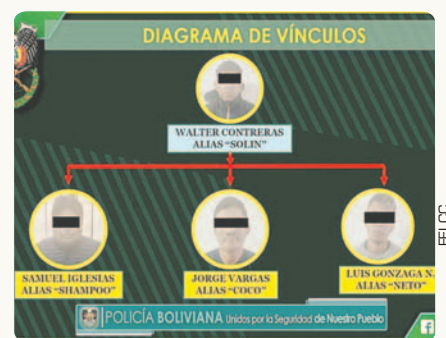 DIAGRAMA DE VÍNCULOS
WALTER CONTRERAS
ALIAS “SOLIN”
SAMUEL IGLESIAS
ALIAS “SHAMPOO”
JORGE VARGAS
ALIAS “COCO”
LUIS GONZAGA N.
ALIAS “NETO”
POLICÍA BOLIVIANA Unidos por la Seguridad de Nuestro Pueblo
f